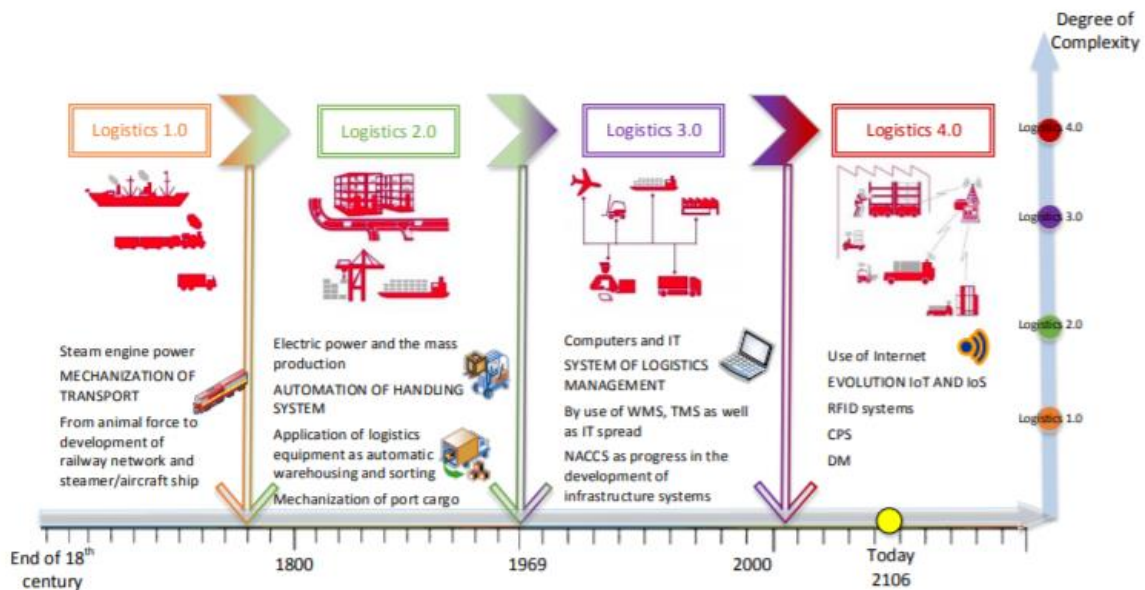 Degree of
Complexity
Logistics 1.0
Logistics 2.0
Logistics 3.0
Logistics 4.0
Logistics 4.0
Logistics 3.0
Logistics 2.0
Logistics 1.0
Steam engine power
MECHANIZATION OF
TRANSPORT
From animal force to
development of
railway network and
steamer/aircraft ship
Electric power and the mass
production
AUTOMATION OF HANDLING
SYSTEM
Application of logistics
equipment as automatic
warehousing and sorting
Mechanization of port cargo
Computers and IT
SYSTEM OF LOGISTICS
MANAGEMENT
By use of WMS, TMS as well
as IT spread
NACCS as progress in the
development of
infrastructure systems
Use of Internet
EVOLUTION IoT AND IoS
RFID systems
CPS
DM
End of 18th
century
1800
1969
2000
Today
2106